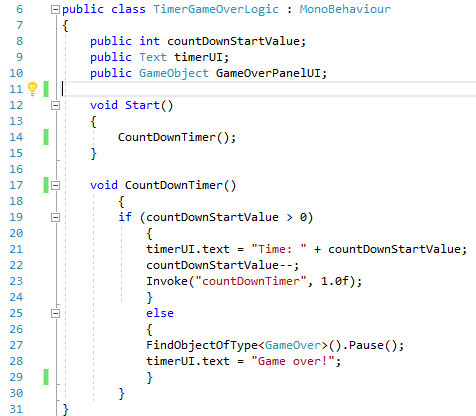 6 public class TimerGameOverLogic : MonoBehaviour
7 {
8 public int countDownStartValue;
9 public Text timerUI;
10 public GameObject GameOverPanelUI;
11
12 void Start()
13 {
14 CountDownTimer();
15 }
16
17 void CountDownTimer()
18 {
19 if (countDownStartValue > 0)
20 {
21 timerUI.text = "Time: " + countDownStartValue;
22 countDownStartValue--;
23 Invoke("countDownTimer", 1.0f);
24 }
25 else
26 {
27 FindObjectOfType<GameOver>().Pause();
28 timerUI.text = "Game over!";
29 }
30 }
31 }